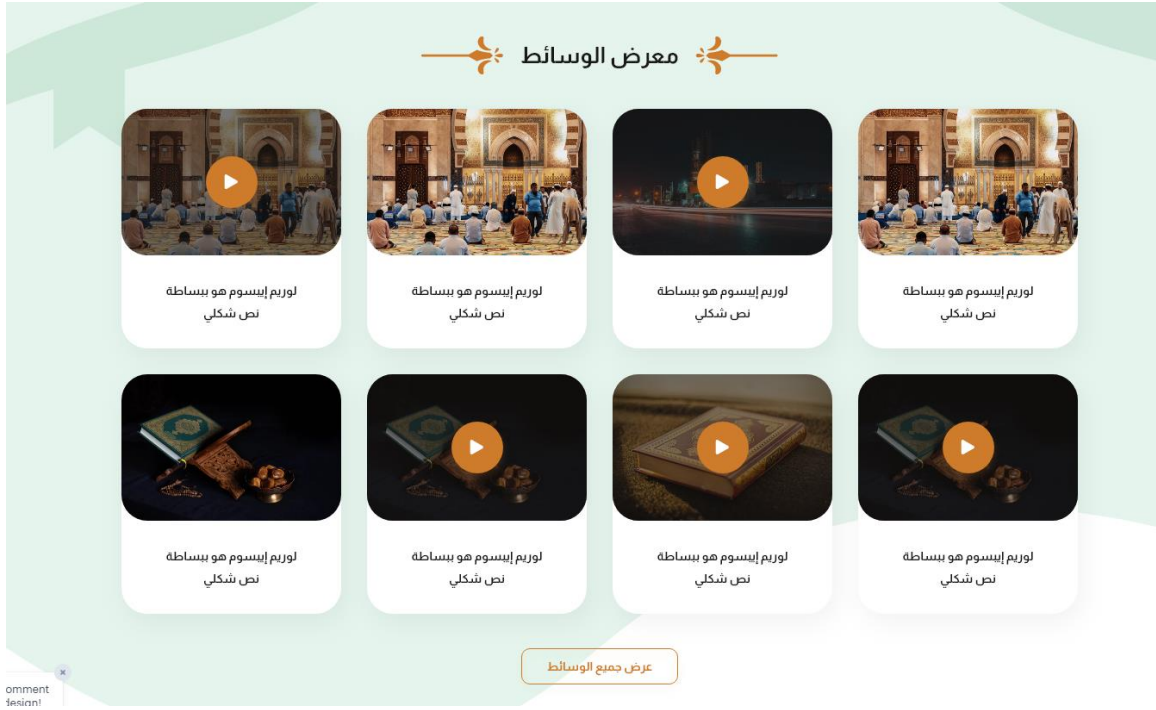 معرض الوسائط
لوريم إيبسوم هو ببساطة
نص شكلي
لوريم إيبسوم هو ببساطة
نص شكلي
لوريم إيبسوم هو ببساطة
نص شكلي
لوريم إيبسوم هو ببساطة
نص شكلي
لوريم إيبسوم هو ببساطة
نص شكلي
لوريم إيبسوم هو ببساطة
نص شكلي
لوريم إيبسوم هو ببساطة
نص شكلي
لوريم إيبسوم هو ببساطة
نص شكلي
عرض جميع الوسائط
omment
design!